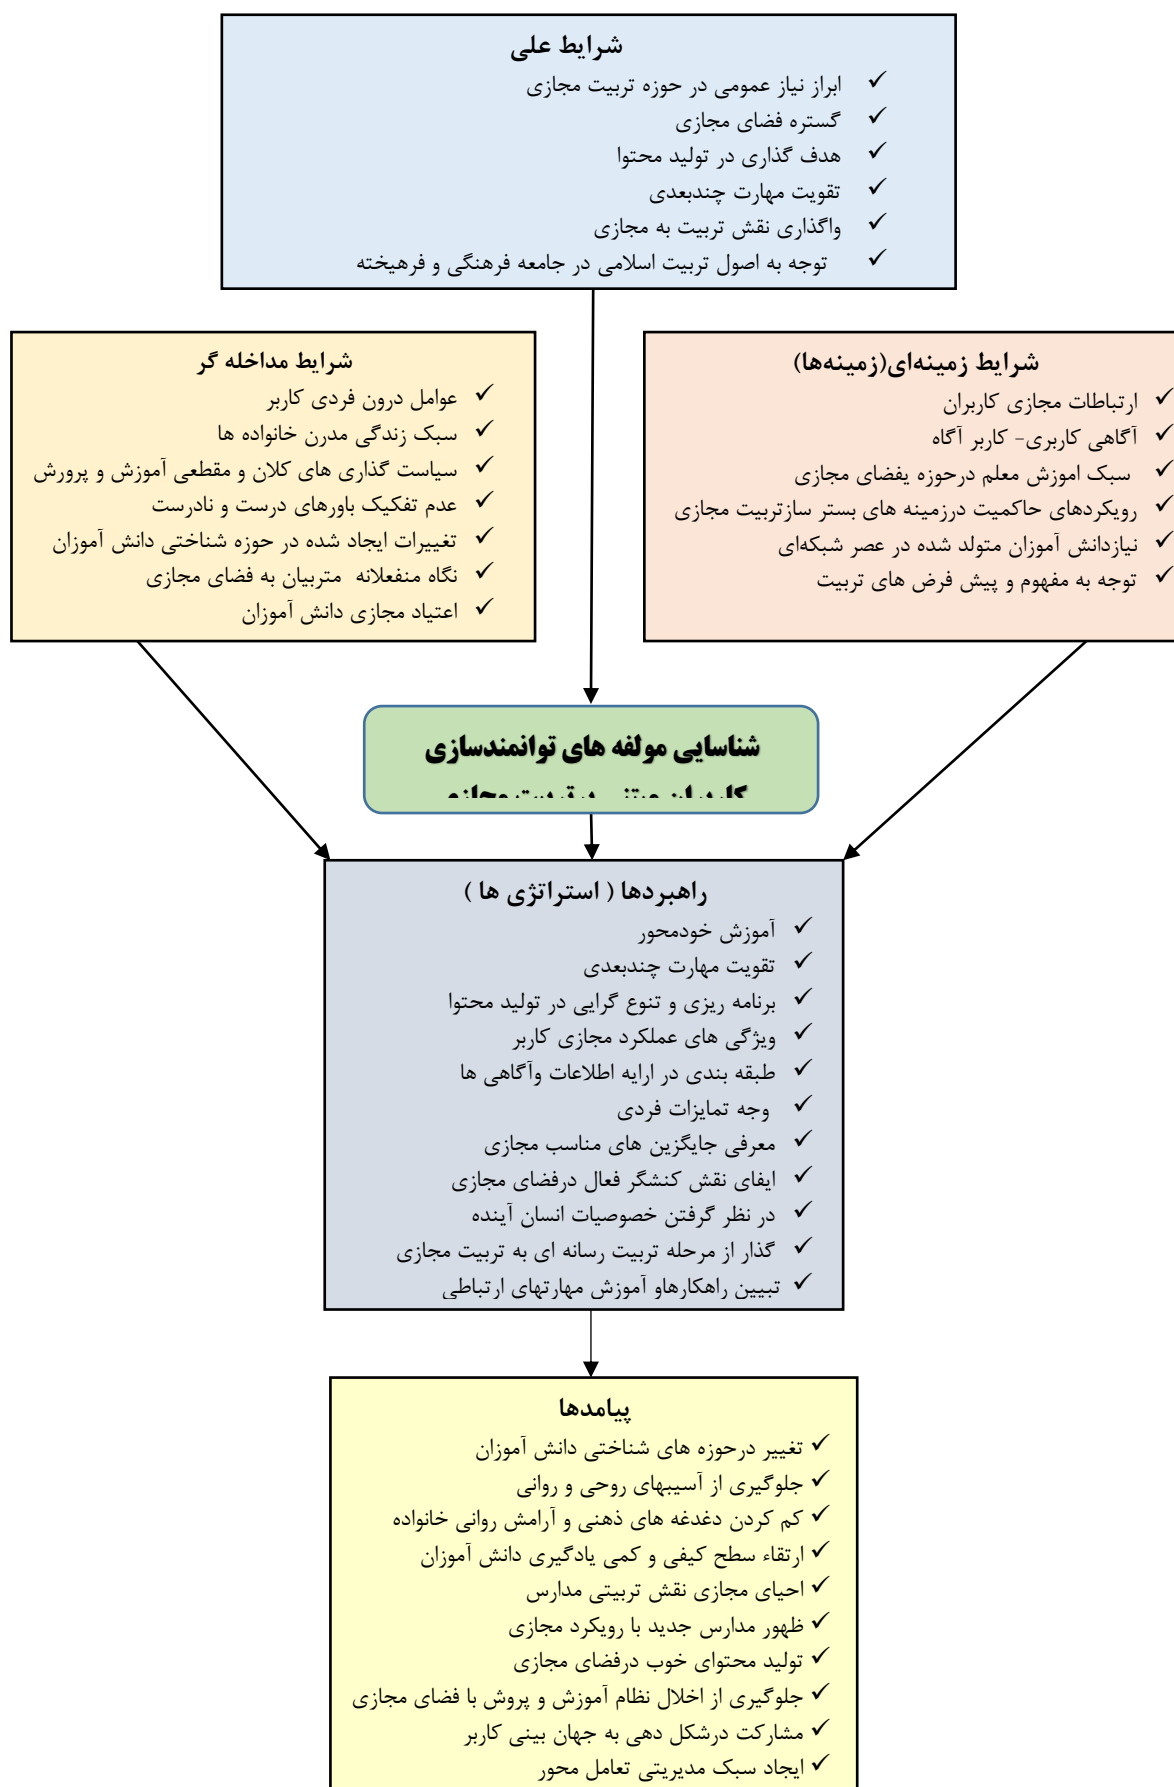 شرایط علی
✓ ابراز نیاز عمومی در حوزه تربیت مجازی
✓ گستره فضای مجازی
✓ هدف گذاری در تولید محتوا
✓ تقویت مهارت چندبعدی
✓ واگذاری نقش تربیت به مجازی
✓ توجه به اصول تربیت اسلامی در جامعه فرهنگی و فرهیخته
شرایط زمینه‌ای(زمینه‌ها)
✓ ارتباطات مجازی کاربران
✓ آگاهی کاربری- کاربر آگاه
✓ سبک اموزش معلم درحوزه یفضای مجازی
✓ رویکردهای حاکمیت درزمینه های بستر سازتربیت مجازی
✓ نیازدانش آموزان متولد شده در عصر شبکه‌ای
✓ توجه به مفهوم و پیش فرض های تربیت
شرایط مداخله گر
✓ عوامل درون فردی کاربر
✓ سبک زندگی مدرن خانواده ها
✓ سیاست گذاری های کلان و مقطعی آموزش و پرورش
✓ عدم تفکیک باورهای درست و نادرست
✓ تغییرات ایجاد شده در حوزه شناختی دانش آموزان
✓ نگاه منفعلانه متربیان به فضای مجازی
✓ اعتیاد مجازی دانش آموزان
شناسایی مولفه های توانمندسازی
کاربران مبتنی بر تربیت مجازی
راهبردها ( استراتژی ها )
✓ آموزش خودمحور
✓ تقویت مهارت چندبعدی
✓ برنامه ریزی و تنوع گرایی در تولید محتوا
✓ ویژگی های عملکرد مجازی کاربر
✓ طبقه بندی در ارایه اطلاعات وآگاهی ها
✓ وجه تمایزات فردی
✓ معرفی جایگزین های مناسب مجازی
✓ ایفای نقش کنشگر فعال درفضای مجازی
✓ در نظر گرفتن خصوصیات انسان آینده
✓ گذار از مرحله تربیت رسانه ای به تربیت مجازی
✓ تبیین راهکارهاو آموزش مهارتهای ارتباطی
پیامدها
✓ تغییر درحوزه های شناختی دانش آموزان
✓ جلوگیری از آسیبهای روحی و روانی
✓ کم کردن دغدغه های ذهنی و آرامش روانی خانواده
✓ ارتقاء سطح کیفی و کمی یادگیری دانش آموزان
✓ احیای مجازی نقش تربیتی مدارس
✓ ظهور مدارس جدید با رویکرد مجازی
✓ تولید محتوای خوب درفضای مجازی
✓ جلوگیری از اخلال نظام آموزش و پروش با فضای مجازی
✓ مشارکت درشکل دهی به جهان بینی کاربر
✓ ایجاد سبک مدیریتی تعامل محور